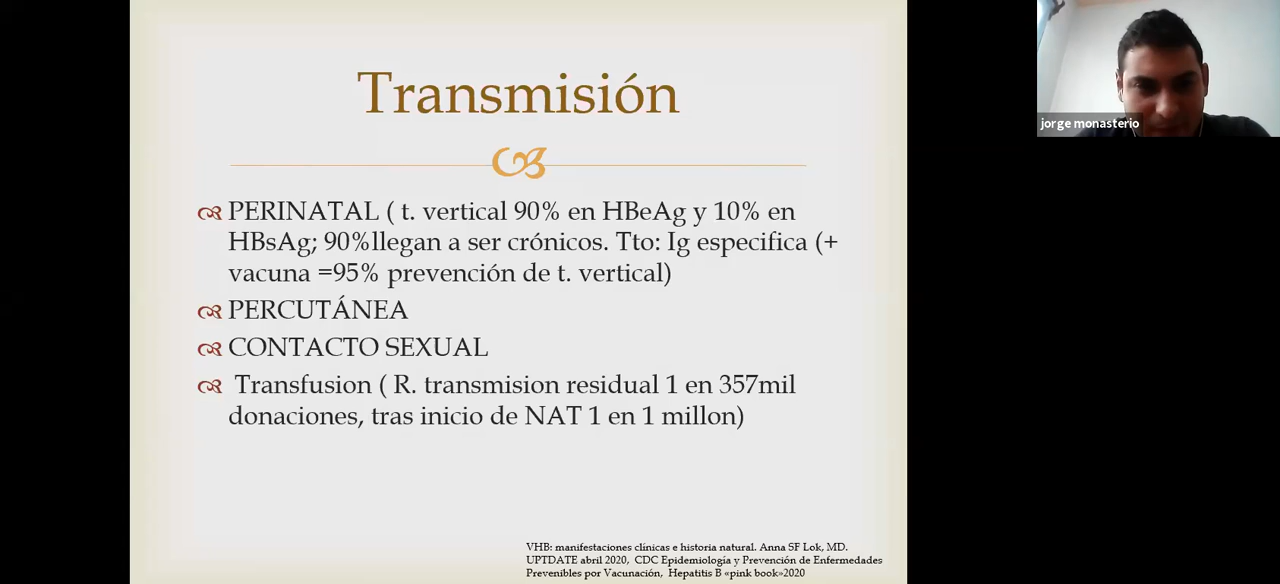 Transmisión
PERINATAL ( t. vertical 90% en HBeAg y 10% en
HBsAg; 90%llegan a ser crónicos. Tto: Ig especifica (+
vacuna =95% prevención de t. vertical)
PERCUTÁNEA
CONTACTO SEXUAL
Transfusion ( R. transmision residual 1 en 357mil
donaciones, tras inicio de NAT 1 en 1 millon)
VHB: manifestaciones clínicas e historia natural. Anna SF Lok, MD.
UPTDATE abril 2020, CDC Epidemiología y Prevención de Enfermedades
Prevenibles por Vacunación, Hepatitis B «pink book»2020
jorge monasterio